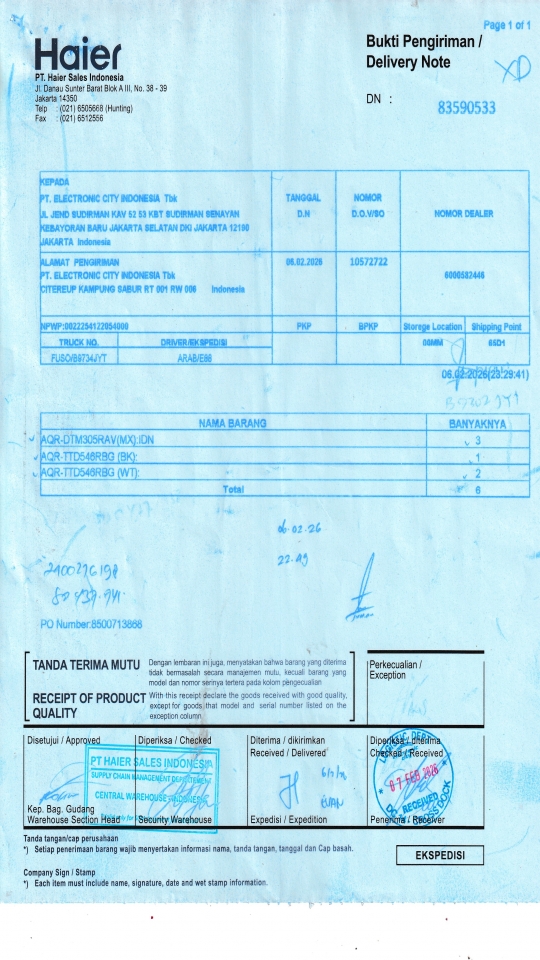 Page 1 of 1
Haier
Bukti Pengiriman /
Delivery Note
XD
PT. Haier Sales Indonesia
Jl. Danau Sunter Barat Blok A III, No. 38 - 39
Jakarta 14350
Telp : (021) 6505668 (Hunting)
Fax : (021) 6512556
DN : 83590533
KEPADA
PT. ELECTRONIC CITY INDONESIA Tbk TANGGAL NOMOR
JL JEND SUDIRMAN KAV 52 53 KBT SUDIRMAN SENAYAN D.N D.O.V/SO NOMOR DEALER
KEBAYORAN BARU JAKARTA SELATAN DKI JAKARTA 12190
JAKARTA Indonesia
ALAMAT PENGIRIMAN 06.02.2026 10572722
PT. ELECTRONIC CITY INDONESIA Tbk 6000582446
CITEREUP KAMPUNG SABUR RT 001 RW 006 Indonesia
NPWP:0022254122054000 PKP BPKP Storege Location Shipping Point
TRUCK NO. DRIVER/EKSPEDISI 06MM 65D1
FUSO/B9734JYT ARAB/E86
06.02.2026(23:29:41)
NAMA BARANG BANYAKNYA
AQR-DTM305RAV(MX):IDN 3
AQR-TTD546RBG (BK): 1
AQR-TTD546RBG (WT): 2
Total 6
06.02.26
22.49
2400276198
PO Number:8500713868
TANDA TERIMA MUTU
Dengan lembaran ini juga, menyatakan bahwa barang yang diterima
tidak bermasalah secara manajemen mutu, kecuali barang yang
model dan nomor serinya tertera pada kolom pengecualian
RECEIPT OF PRODUCT
QUALITY
With this receipt declare the goods received with good quality,
except for goods that model and serial number listed on the
exception column.
Perkecualian /
Exception
Disetujui / Approved
Diperiksa / Checked
Diterima / dikirimkan
Received / Delivered
Diperiksa / diterima
Checked / Received
PT HAIER SALES INDONESIA
SUPPLY CHAIN MANAGEMENT DEPARTEMEN
CENTRAL WAREHOUSE - INDONESIA
07 FEB 2026
RECEIVED
Kep. Bag. Gudang
Warehouse Section Head
Security Warehouse
Expedisi / Expedition
Penerima / Receiver
Tanda tangan/cap perusahaan
*) Setiap penerimaan barang wajib menyertakan informasi nama, tanda tangan, tanggal dan Cap basah.
EKSPEDISI
Company Sign / Stamp
*) Each item must include name, signature, date and wet stamp information.